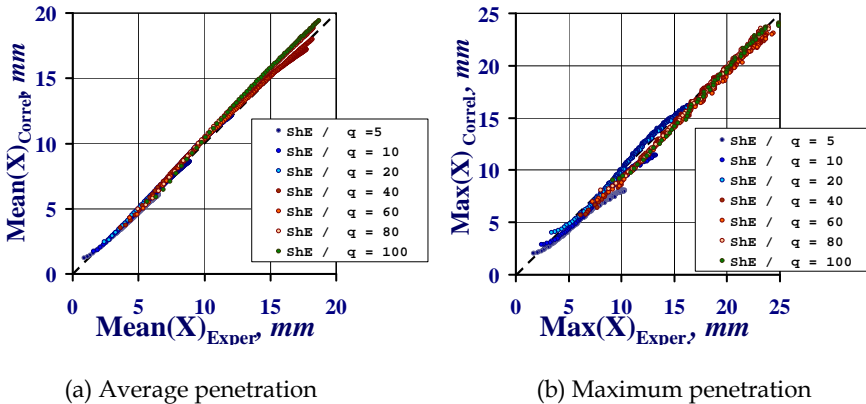 20
15
10
5
0
Mean(X)Correl, mm
ShE / q =5
ShE / q = 10
ShE / q = 20
ShE / q = 40
ShE / q = 60
ShE / q = 80
ShE / q = 100
0 5 10 15 20
Mean(X)Exper, mm
(a) Average penetration
25
20
15
10
5
0
Max(X) Correl., mm
ShE / q = 5
ShE / q = 10
ShE / q = 20
ShE / q = 40
ShE / q = 60
ShE / q = 80
ShE / q = 100
0 5 10 15 20 25
Max(X)Exper., mm
(b) Maximum penetration